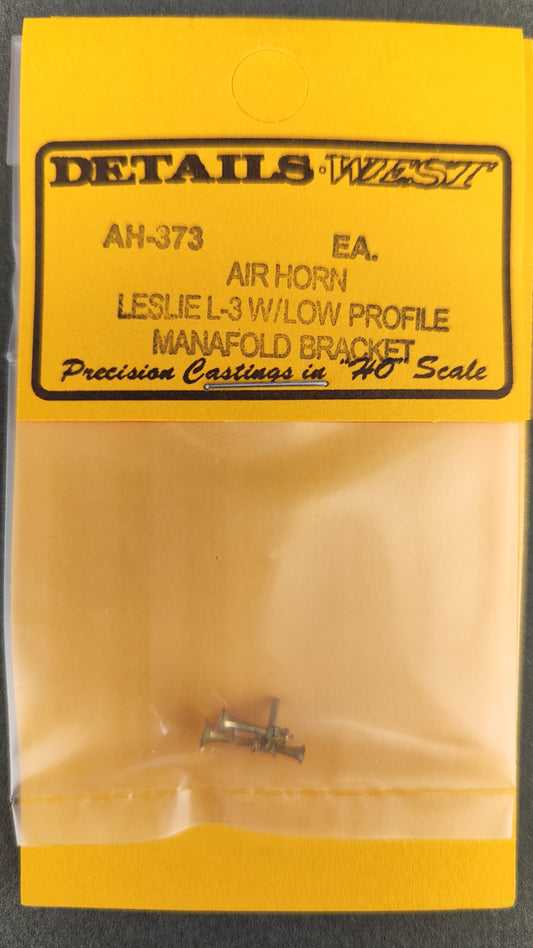 DETAILS·WEST
AH-373 EA.
AIR HORN
LESLIE L-3 W/LOW PROFILE
MANAFOLD BRACKET
Precision Castings in "HO" Scale